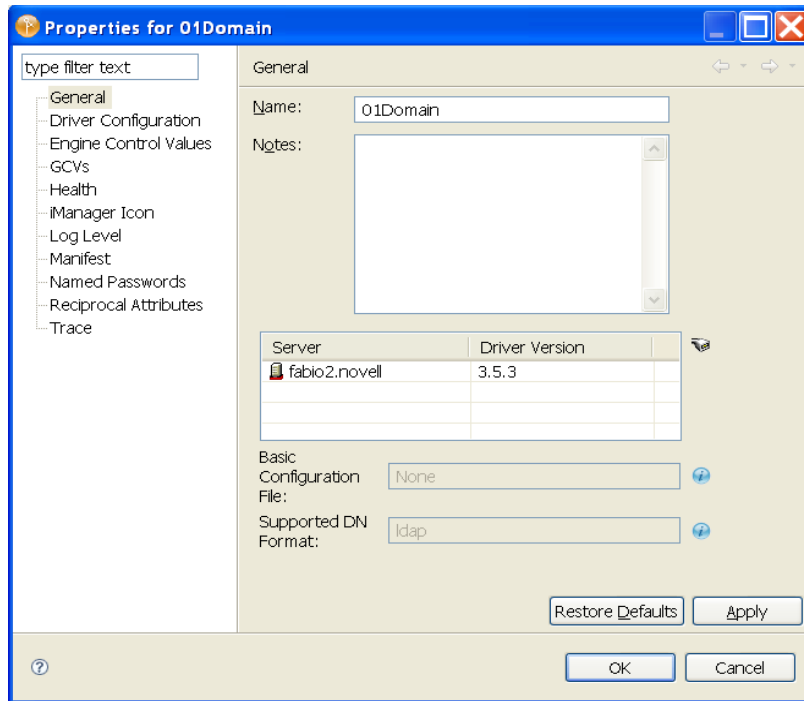 Properties for 01Domain
type filter text
General
Driver Configuration
Engine Control Values
GCVs
Health
iManager Icon
Log Level
Manifest
Named Passwords
Reciprocal Attributes
Trace
General
Name: 01Domain
Notes:
Server Driver Version
fabio2.novell 3.5.3
Basic
Configuration
File:
None
Supported DN
Format:
ldap
Restore Defaults Apply
OK Cancel